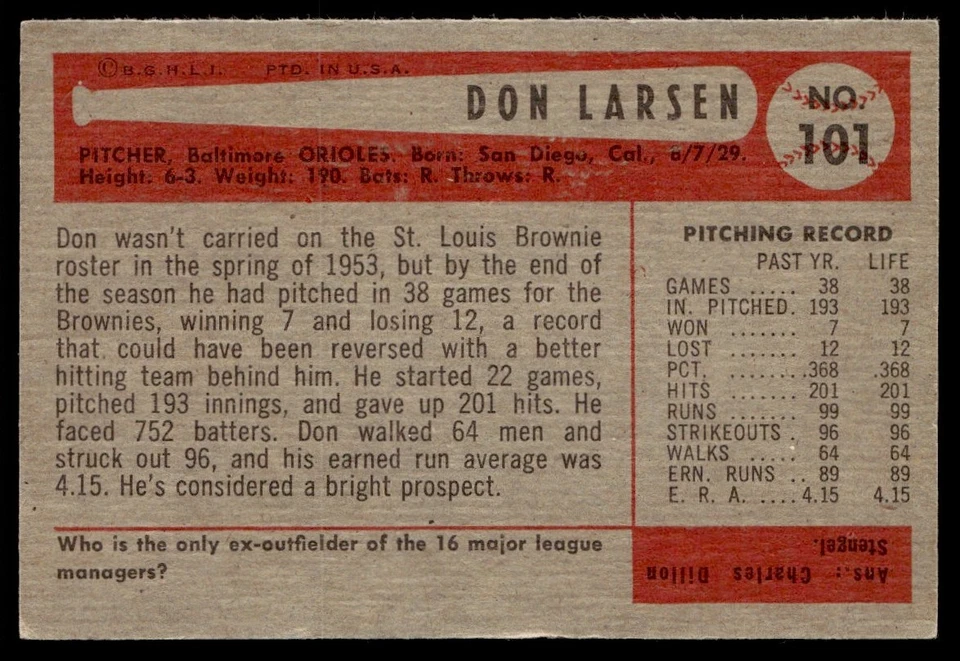 © B.G.H.L.I. PTD. IN U.S.A.
DON LARSEN
NO.
101
PITCHER, Baltimore ORIOLES. Born: San Diego, Cal., 8/7/29.
Height: 6-3. Weight: 190. Bats: R. Throws: R.
Don wasn't carried on the St. Louis Brownie
roster in the spring of 1953, but by the end of
the season he had pitched in 38 games for the
Brownies, winning 7 and losing 12, a record
that could have been reversed with a better
hitting team behind him. He started 22 games,
pitched 193 innings, and gave up 201 hits. He
faced 752 batters. Don walked 64 men and
struck out 96, and his earned run average was
4.15. He's considered a bright prospect.
PITCHING RECORD
PAST YR. LIFE
GAMES ..... 38 38
IN. PITCHED. 193 193
WON ....... 7 7
LOST ....... 12 12
PCT. ........368 .368
HITS ....... 201 201
RUNS ....... 99 99
STRIKEOUTS . 96 96
WALKS ..... 64 64
ERN. RUNS .. 89 89
E. R. A. ....4.15 4.15
Who is the only ex-outfielder of the 16 major league
managers?
Ans.: Charles Dillon
Stengel.